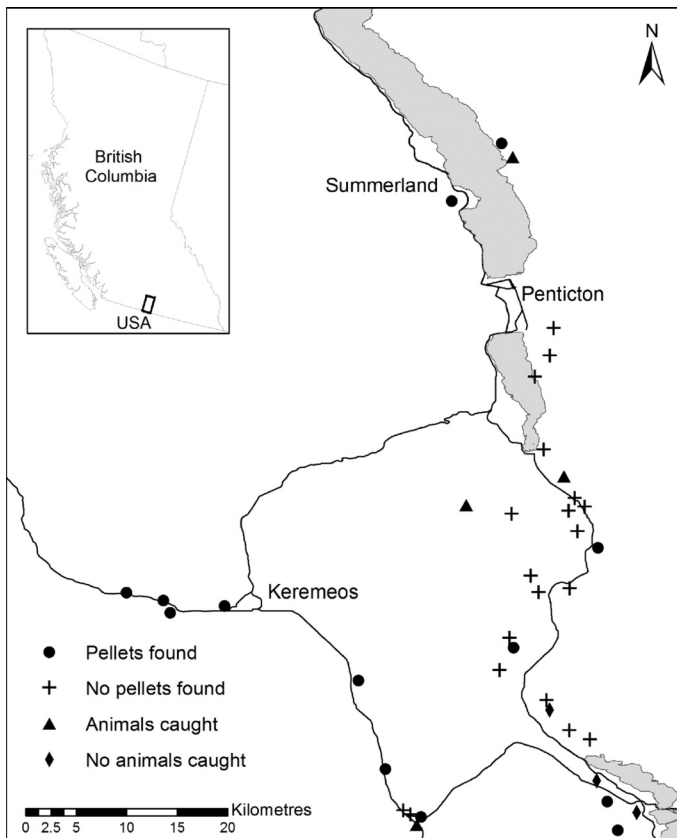 N
British
Columbia
USA
Summerland
Penticton
Keremeos
Pellets found
No pellets found
Animals caught
No animals caught
Kilometres
0 2.5 5 10 15 20